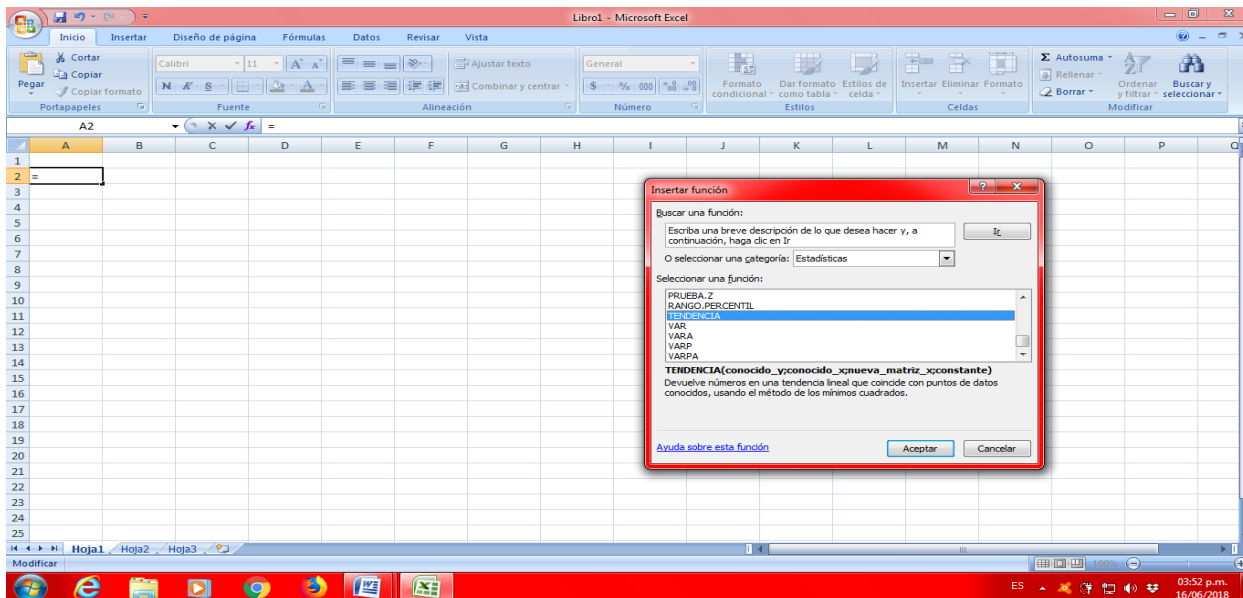 Libro1 - Microsoft Excel
Inicio Insertar Diseño de página Fórmulas Datos Revisar Vista
Pegar
Cortar
Copiar
Copiar formato
Portapapeles
Calibri 11
N K S
Fuente
Ajustar texto
Combinar y centrar
Alineación
General
$ % 000
Número
Formato condicional
Dar formato como tabla
Estilos de celda
Estilos
Insertar Eliminar Formato
Celdas
Σ Autosuma
Rellenar
Borrar
Ordenar y filtrar
Buscar y seleccionar
Modificar
A2 fx =
A B C D E F G H I J K L M N O P Q
1
2 =
3
4
5
6
7
8
9
10
11
12
13
14
15
16
17
18
19
20
21
22
23
24
25
Insertar función
Buscar una función:
Escriba una breve descripción de lo que desea hacer y, a
continuación, haga clic en Ir
Ir
O seleccionar una categoría: Estadísticas
Seleccionar una función:
PRUEBA.Z
RANGO.PERCENTIL
TENDENCIA
VAR
VARA
VARP
VARPA
TENDENCIA(conocido_y;conocido_x;nueva_matriz_x;constante)
Devuelve números en una tendencia lineal que coincide con puntos de datos
conocidos, usando el método de los mínimos cuadrados.
Ayuda sobre esta función
Aceptar Cancelar
Hoja1 Hoja2 Hoja3
Modificar 100%
ES 03:52 p.m.
16/06/2018